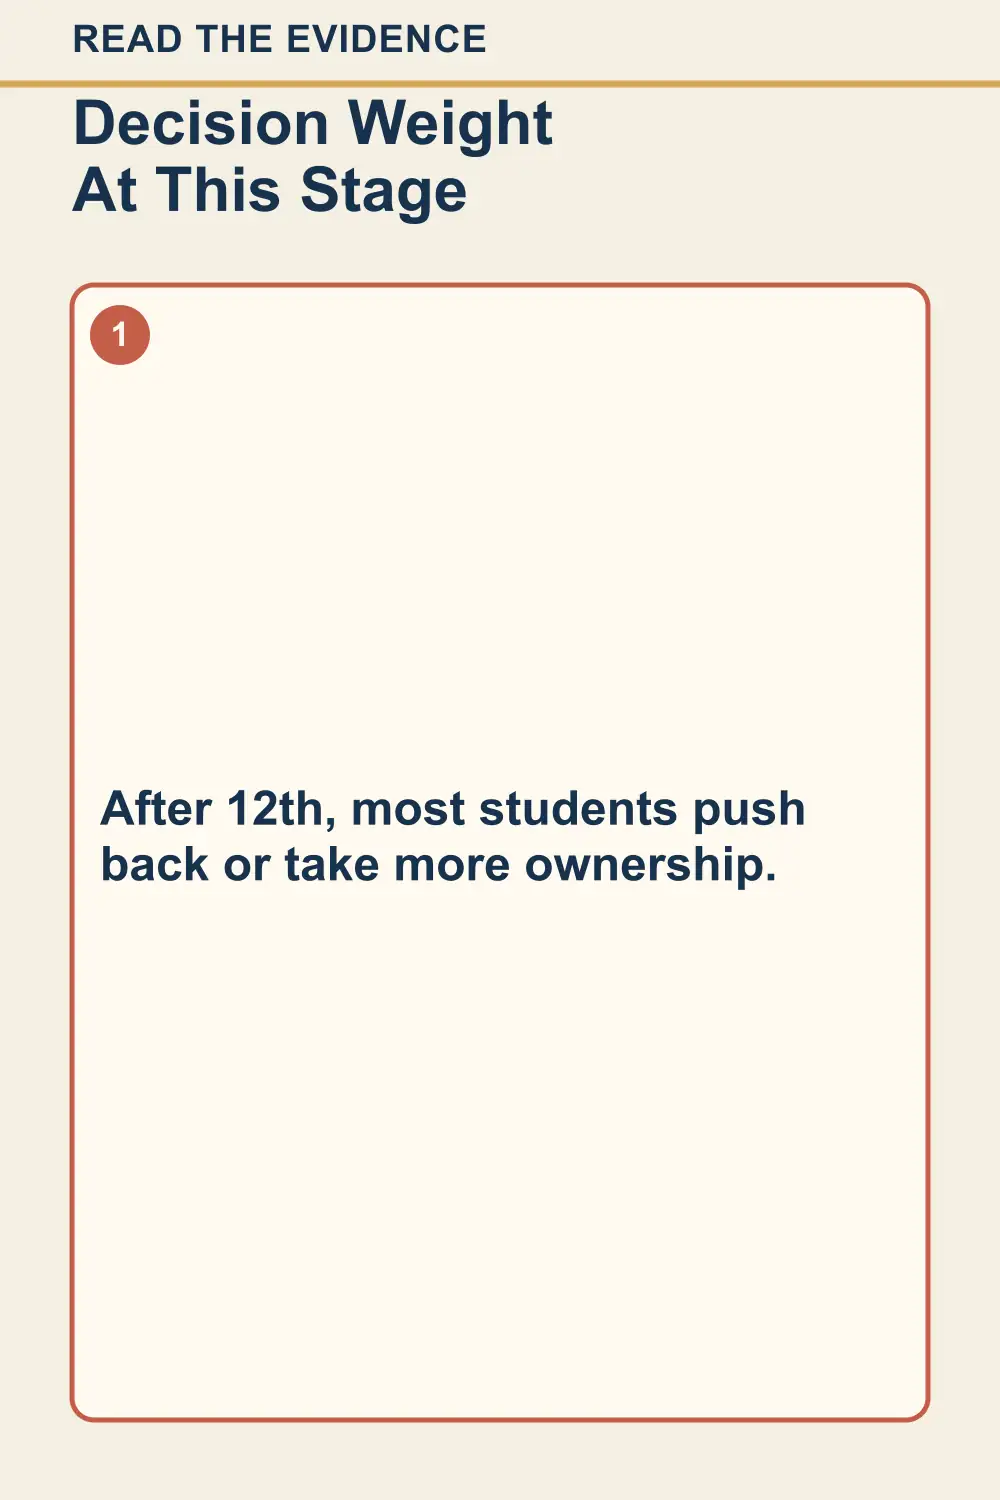 READ THE EVIDENCE
Decision Weight
At This Stage
1
After 12th, most students push
back or take more ownership.